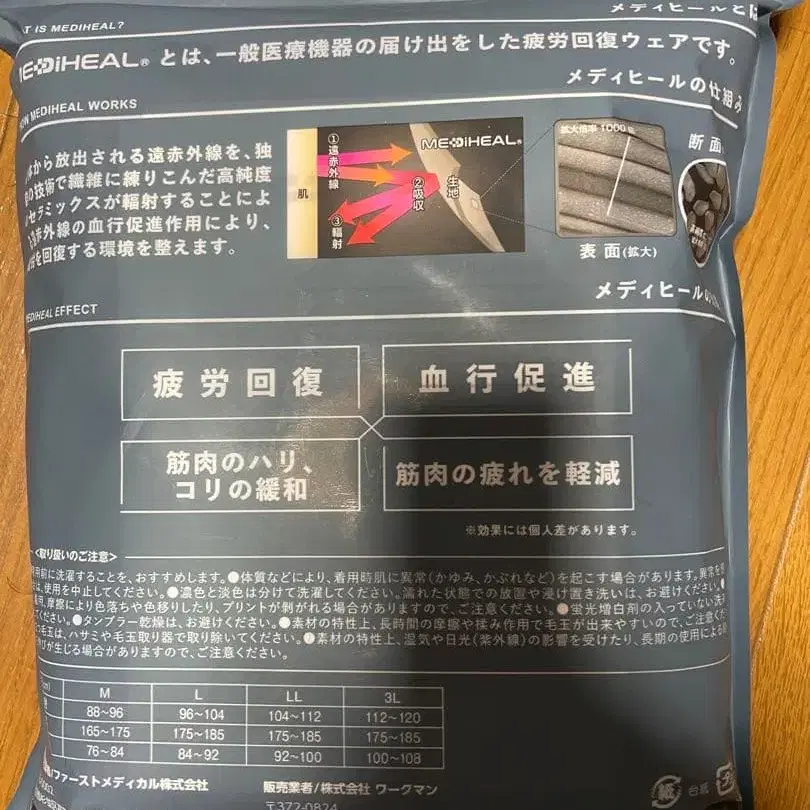 T IS MEDIHEAL?
メディヒールとは
MEDiHEAL® とは、一般医療機器の届け出をした疲労回復ウェアです。
HOW MEDIHEAL WORKS
メディヒールの仕組み
体から放出される遠赤外線を、独
の技術で繊維に練りこんだ高純度
セラミックスが輻射することによ
遠赤外線の血行促進作用により、
を回復する環境を整えます。
肌
①遠赤外線
②吸収
③輻射
生地
MEDiHEAL®
拡大倍率 1000倍
表面(拡大)
断面
MEDIHEAL EFFECT
メディヒールの
疲労回復
血行促進
筋肉のハリ、
コリの緩和
筋肉の疲れを軽減
※効果には個人差があります。
<取り扱いのご注意>
用前に洗濯することを、おすすめします。●体質などにより、着用時肌に異常(かゆみ、かぶれなど)を起こす場合があります。異常を
は、使用を中止してください。●濃色と淡色は分けて洗濯してください。濡れた状態での放置や浸け置き洗いは、お避けください。●
用、摩擦により色落ちや色移りしたり、プリントが剥がれる場合がありますので、ご注意ください。●蛍光増白剤の入っていない洗
てください。●タンブラー乾燥は、お避けください。●素材の特性上、長時間の摩擦や揉み作用で毛玉が出来やすいので、ご注意くだ
毛玉は、ハサミや毛玉取り器で取り除いてください。●素材の特性上、湿気や日光(紫外線)の影響を受けたり、長期の使用による
びが生じる場合がありますので、ご注意ください。
(cm) M L LL 3L
88~96 96~104 104~112 112~120
165~175 175~185 175~185 175~185
76~84 84~92 92~100 100~108
/ファーストメディカル株式会社
販売業者/株式会社 ワークマン
〒372-0824
紙
台紙